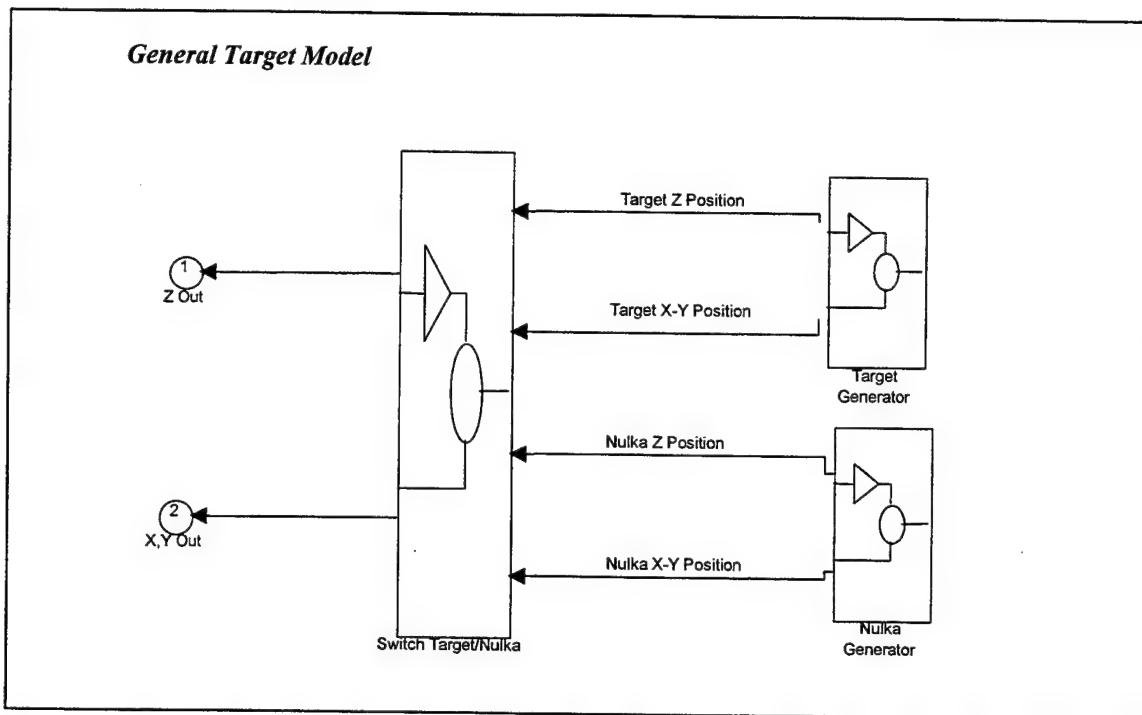 General Target Model
Target Z Position
1
Z Out
Target X-Y Position
Target
Generator
Nulka Z Position
2
X,Y Out
Nulka X-Y Position
Switch Target/Nulka
Nulka
Generator